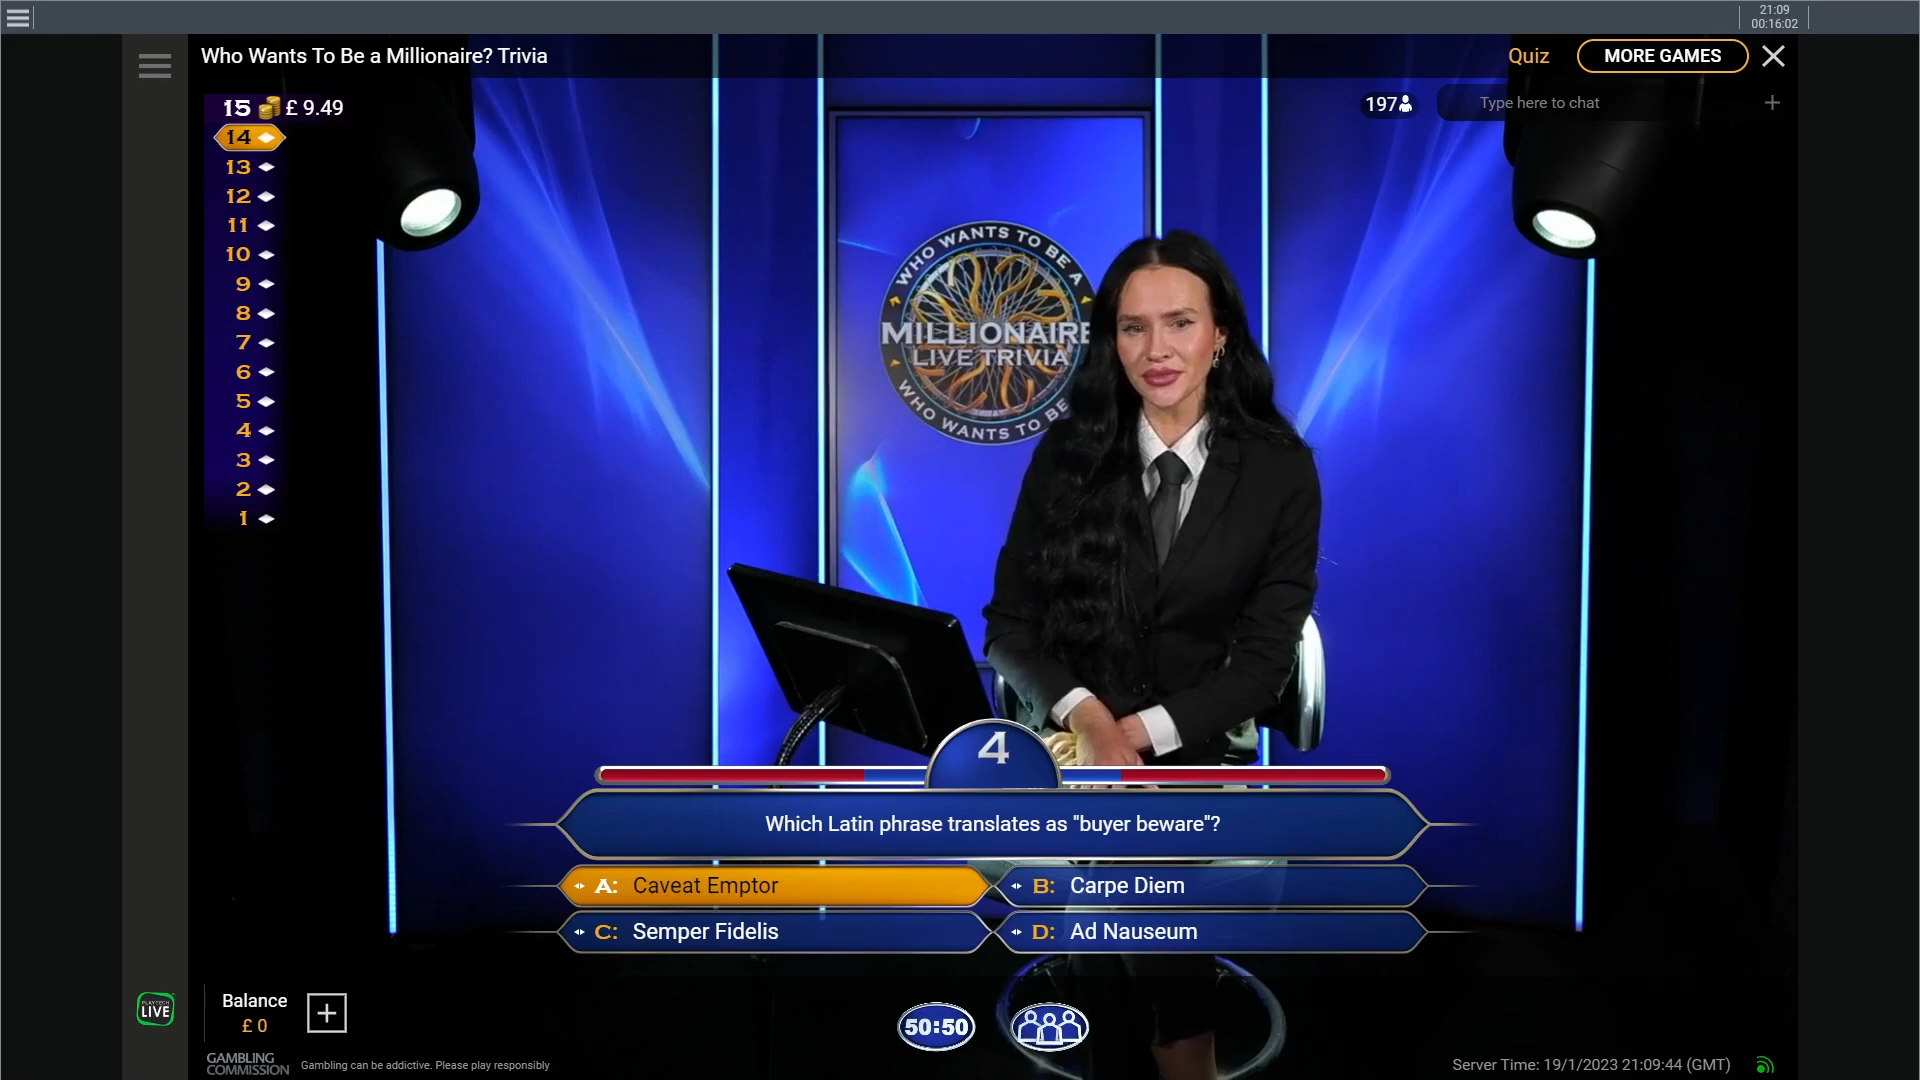 21:09
00:16:02
Who Wants To Be a Millionaire? Trivia
Quiz
MORE GAMES
15 £ 9.49
197
Type here to chat
14
13
12
11
10
9
8
7
6
5
4
3
2
1
WHO WANTS TO BE A
MILLIONAIRE
LIVE TRIVIA
WHO WANTS TO BE
4
Which Latin phrase translates as "buyer beware"?
A: Caveat Emptor
B: Carpe Diem
C: Semper Fidelis
D: Ad Nauseum
PLAYTECH
LIVE
Balance
£ 0
50:50
GAMBLING
COMMISSION
Gambling can be addictive. Please play responsibly
Server Time: 19/1/2023 21:09:44 (GMT)